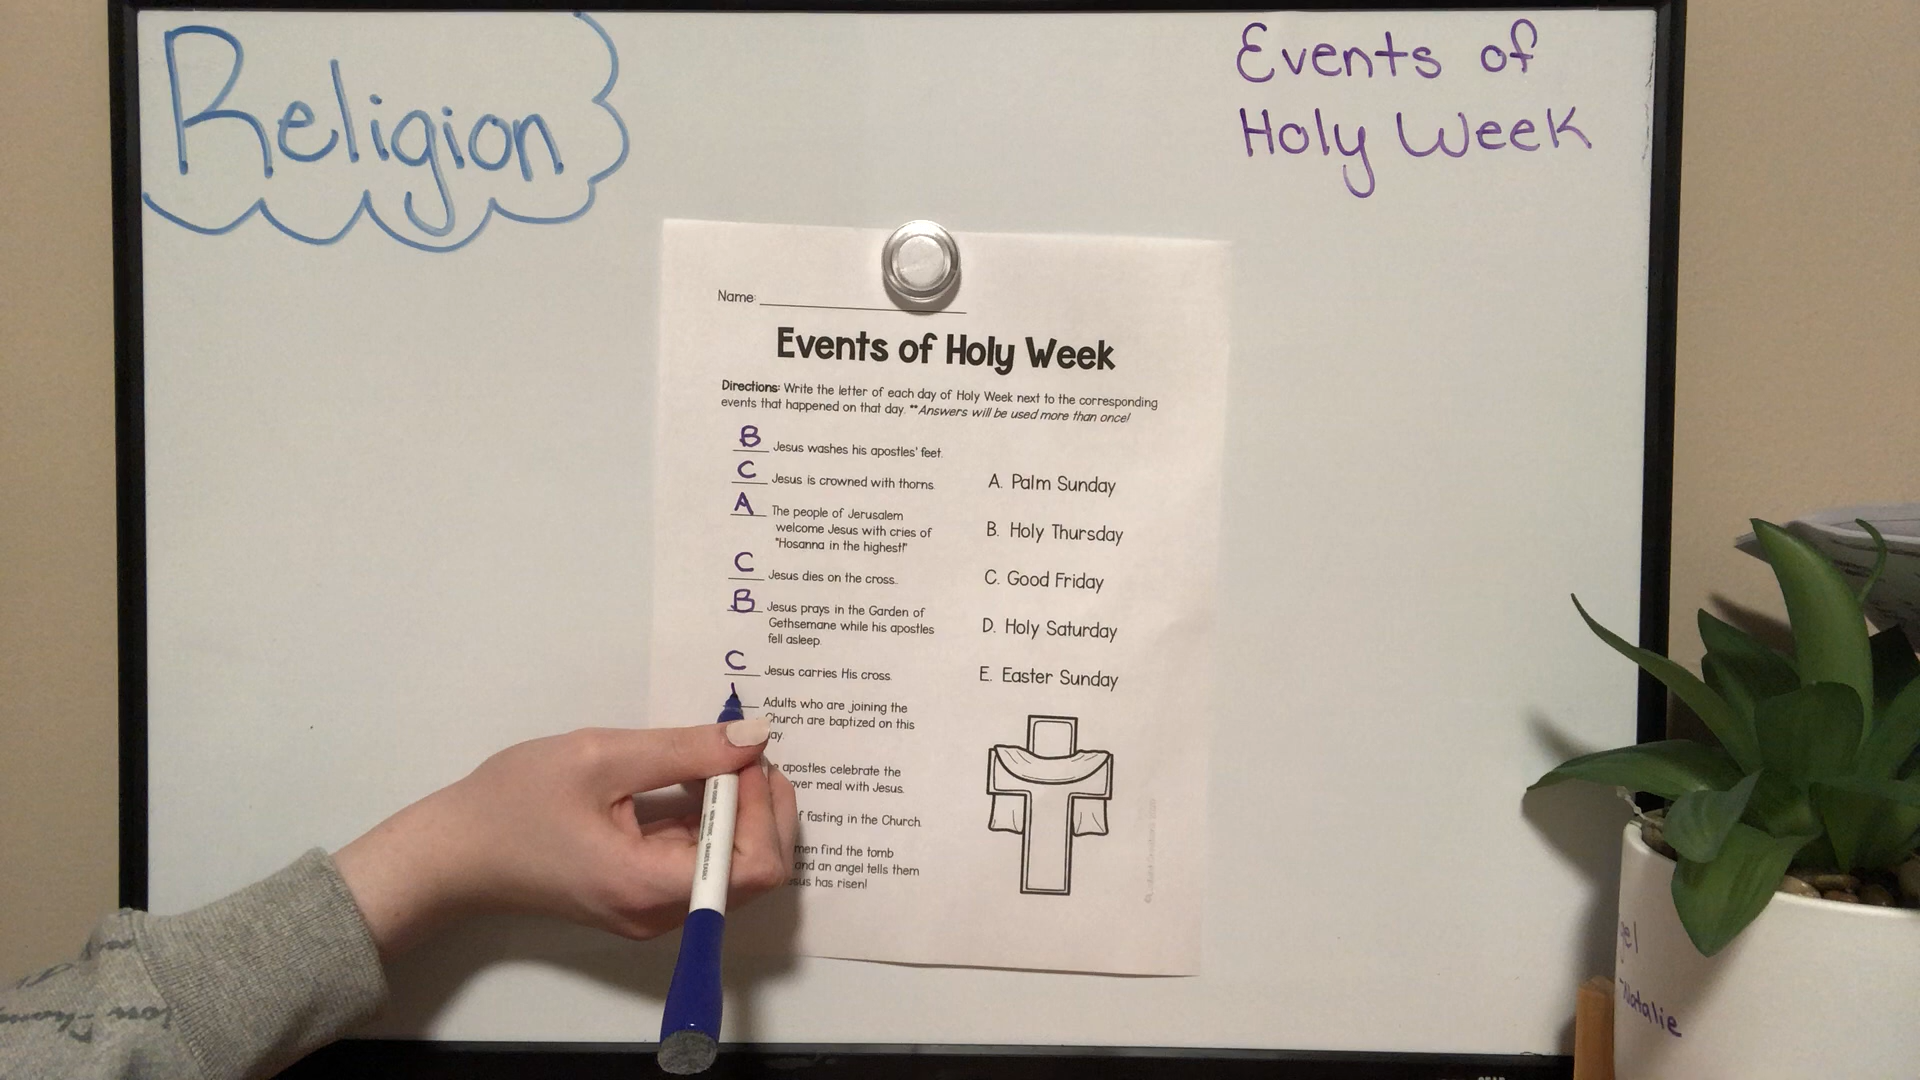 Religion
Events of
Holy Week
Name:
Events of Holy Week
Directions: Write the letter of each day of Holy Week next to the corresponding
events that happened on that day. **Answers will be used more than once!
B Jesus washes his apostles' feet.
C Jesus is crowned with thorns.
A The people of Jerusalem
welcome Jesus with cries of
"Hosanna in the highest!"
C Jesus dies on the cross.
B Jesus prays in the Garden of
Gethsemane while his apostles
fell asleep.
C Jesus carries His cross.
Adults who are joining the
Church are baptized on this
apostles celebrate the
meal with Jesus.
fasting in the Church.
find the tomb
and an angel tells them
has risen!
A. Palm Sunday
B. Holy Thursday
C. Good Friday
D. Holy Saturday
E. Easter Sunday
Natalie